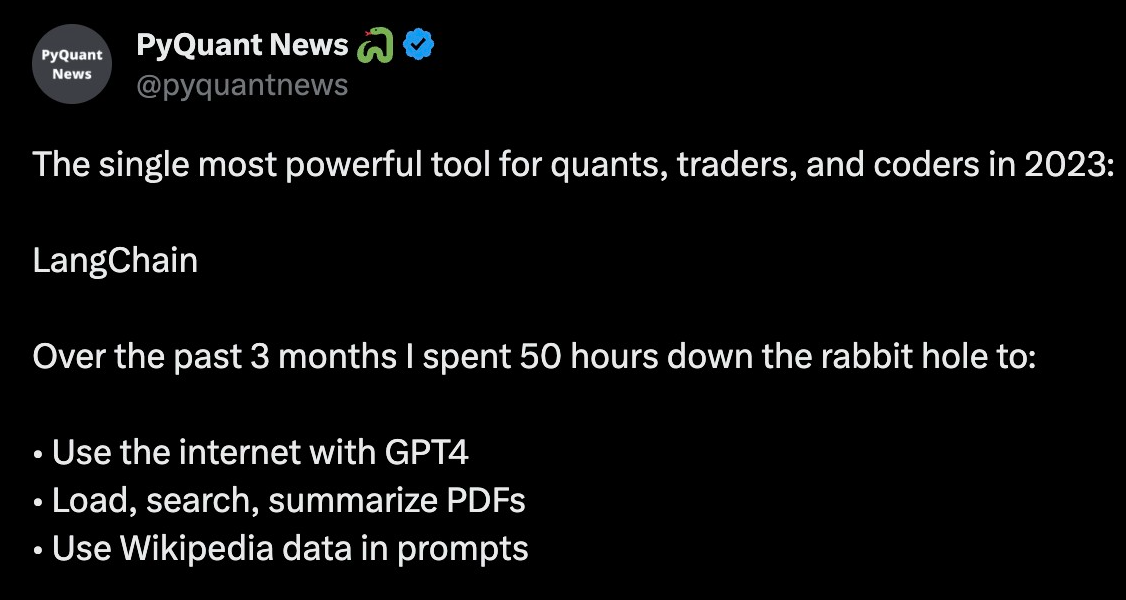 PyQuant
News
PyQuant News 🐍
@pyquantnews
The single most powerful tool for quants, traders, and coders in 2023:
LangChain
Over the past 3 months I spent 50 hours down the rabbit hole to:
• Use the internet with GPT4
• Load, search, summarize PDFs
• Use Wikipedia data in prompts